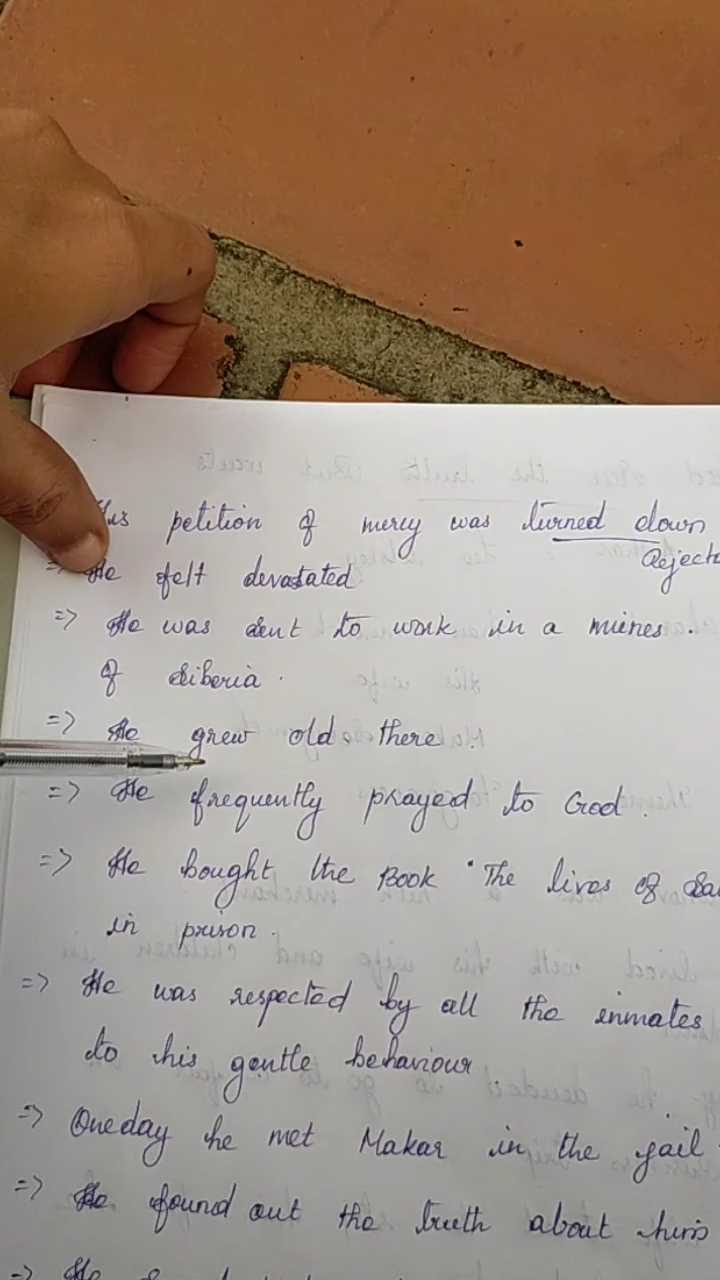 His petition of mercy was turned down
=> He felt devastated
=> He was sent to work in a mines.
of Siberia.
=> He grew old there.
=> He frequently prayed to God.
=> He bought the Book "The lives of
in prison.
=> He was respected by all the inmates
to his gentle behaviour
=> One day he met Makar in the jail
=> He found out the truth about him
=> He